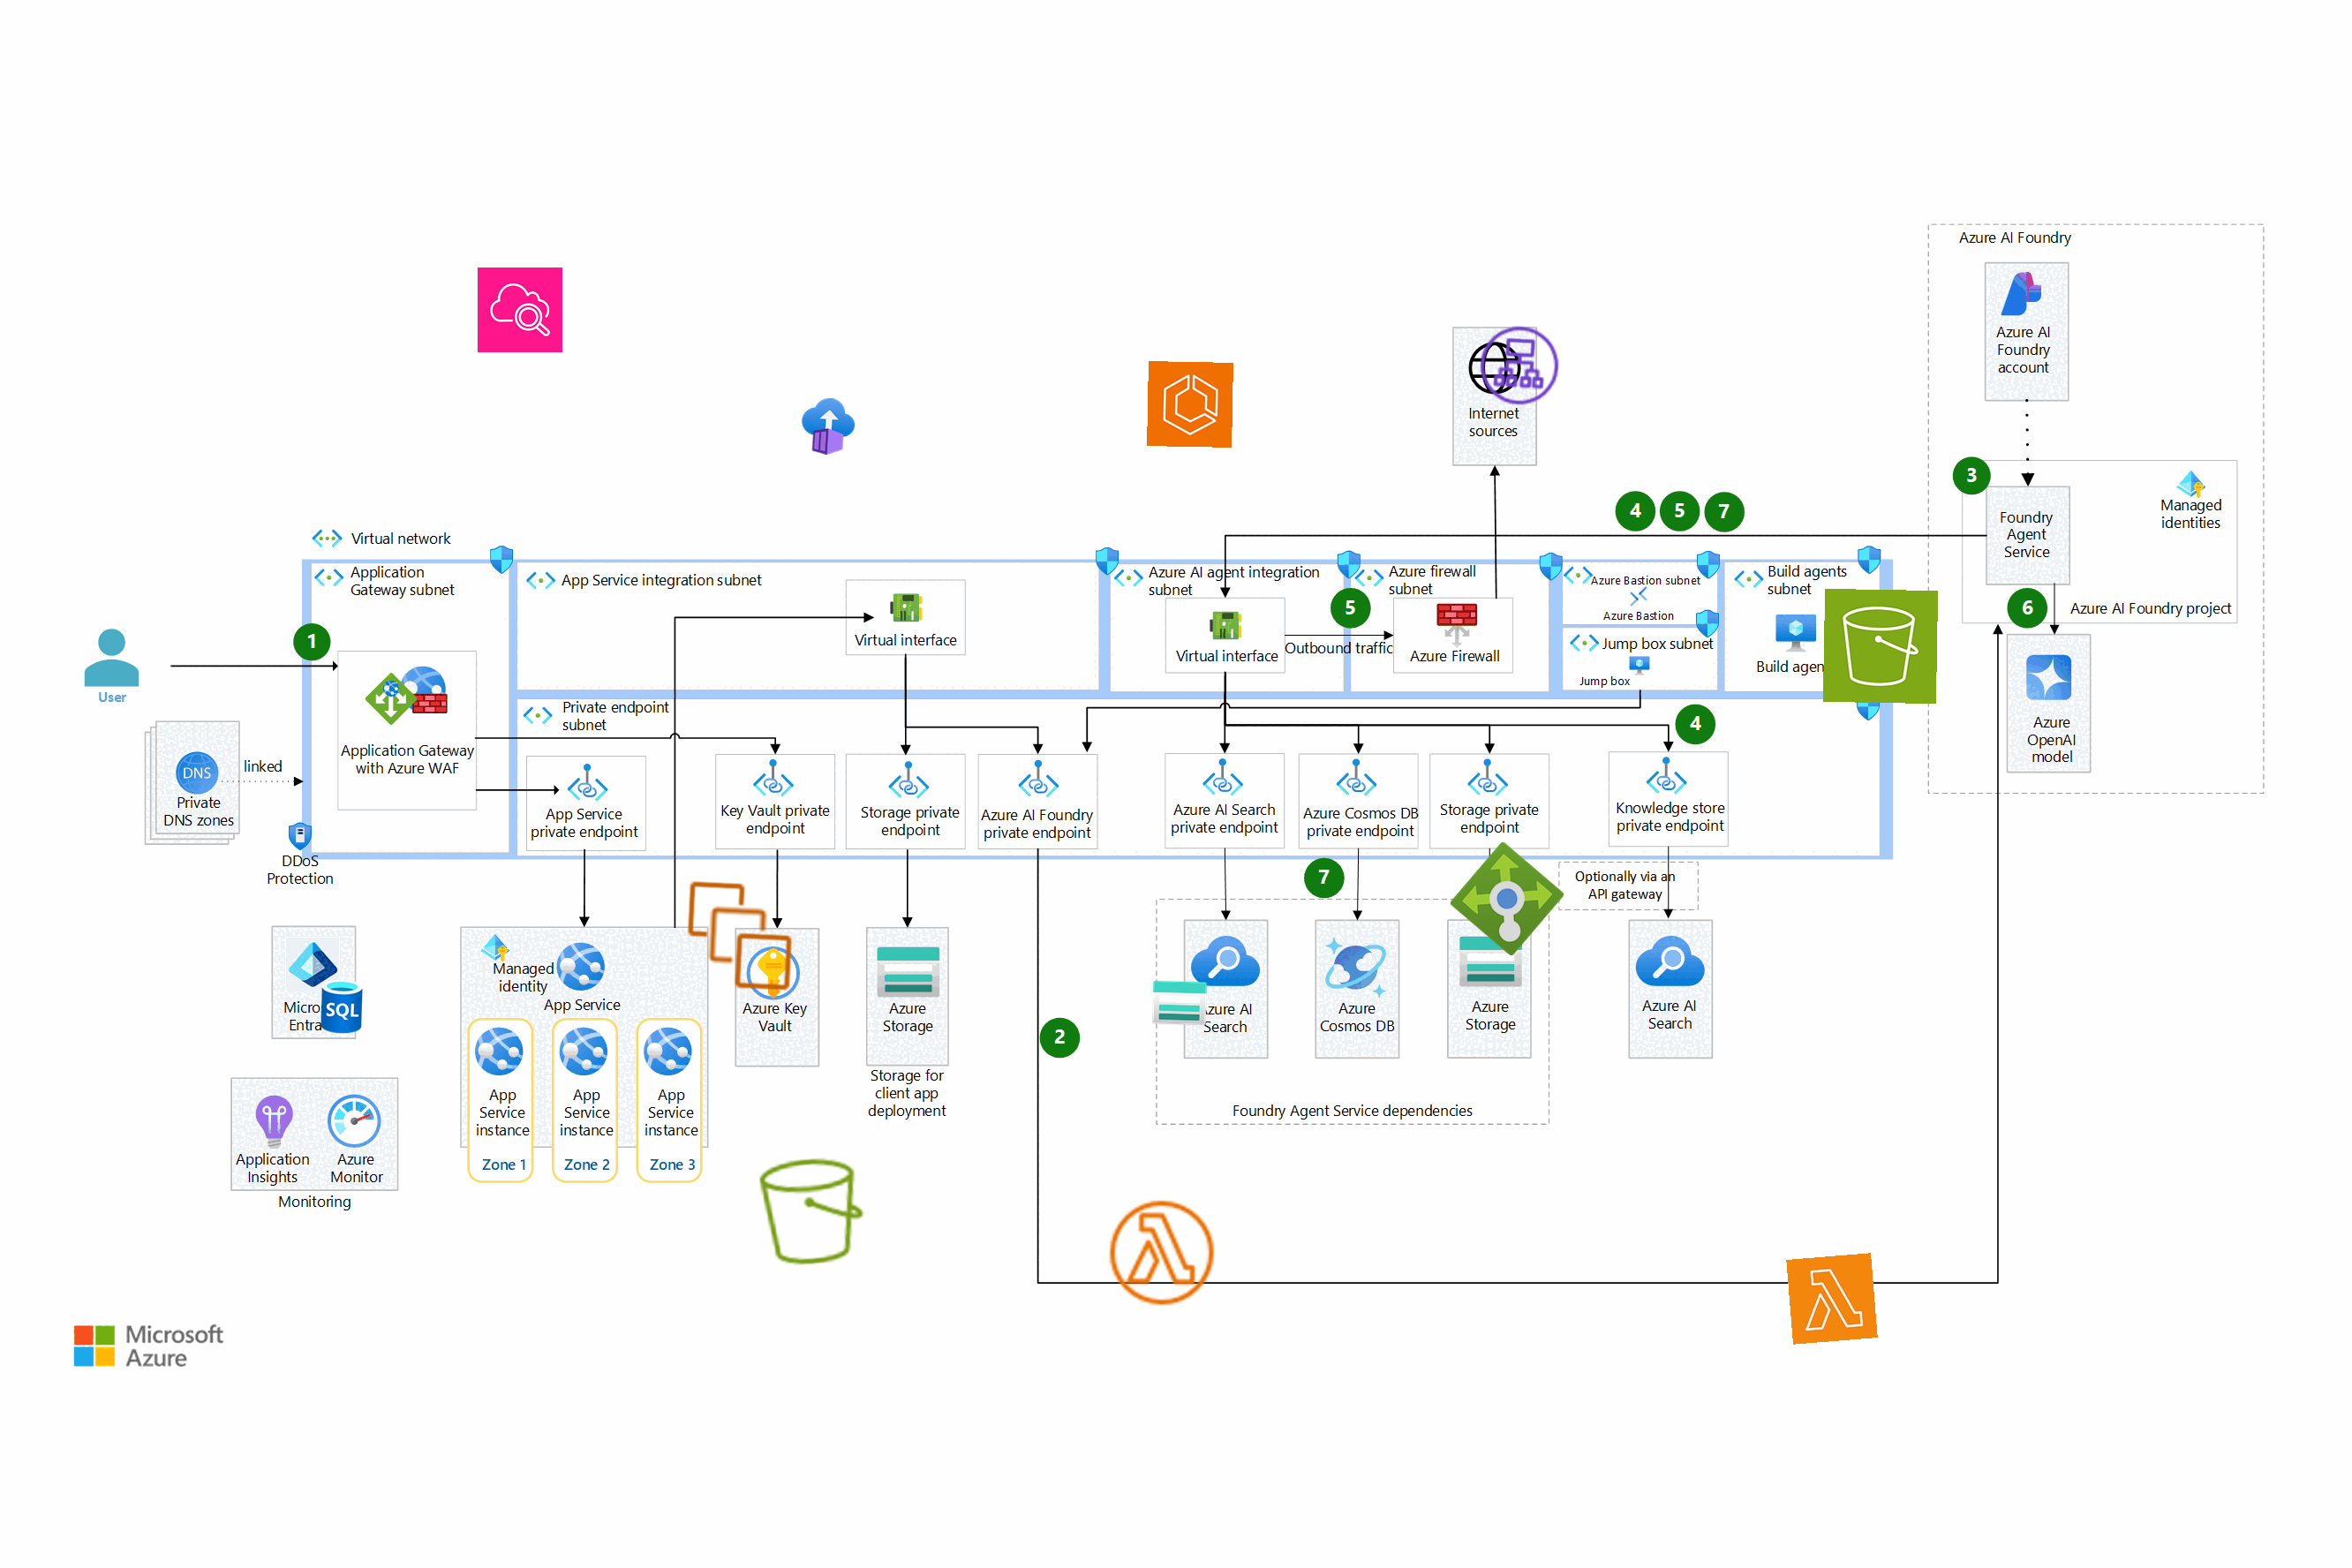 Azure AI Foundry
Azure AI
Foundry
account
Internet
sources
3
Managed
identities
4 5 7
Foundry
Agent
Service
Virtual network
Application
Gateway subnet
App Service integration subnet
Azure AI agent integration
subnet
Azure firewall
subnet
Azure Bastion subnet
Azure Bastion
Build agents
subnet
5
6
Azure AI Foundry project
1
Virtual interface
Virtual interface
Outbound traffic
Azure Firewall
Jump box subnet
Jump box
Build agen
User
Private endpoint
subnet
4
Azure
OpenAI
model
Application Gateway
with Azure WAF
linked
DNS
Private
DNS zones
App Service
private endpoint
Key Vault private
endpoint
Storage private
endpoint
Azure AI Foundry
private endpoint
Azure AI Search
private endpoint
Azure Cosmos DB
private endpoint
Storage private
endpoint
Knowledge store
private endpoint
DDoS
Protection
7
Optionally via an
API gateway
Managed
identity
App Service
Micro
Entra
SQL
Azure Key
Vault
Azure
Storage
2
Azure AI
Search
Azure
Cosmos DB
Azure
Storage
Azure AI
Search
Storage for
client app
deployment
App
Service
instance
Zone 1
App
Service
instance
Zone 2
App
Service
instance
Zone 3
Foundry Agent Service dependencies
Application
Insights
Azure
Monitor
Monitoring
Microsoft
Azure